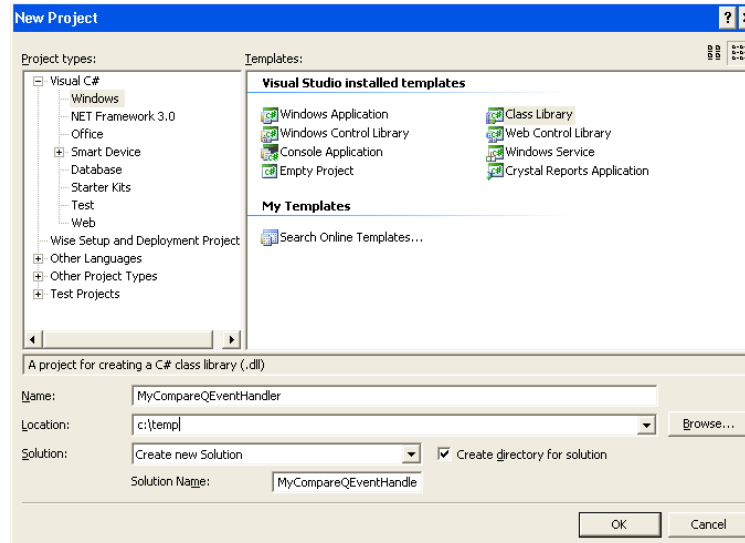 New Project
Project types:
Templates:
Visual C#
Windows
NET Framework 3.0
Office
Smart Device
Database
Starter Kits
Test
Web
Wise Setup and Deployment Project
Other Languages
Other Project Types
Test Projects
Visual Studio installed templates
Windows Application
Class Library
Windows Control Library
Web Control Library
Console Application
Windows Service
Empty Project
Crystal Reports Application
My Templates
Search Online Templates...
A project for creating a C# class library (.dll)
Name: MyCompareQEventHandler
Location: c:\temp Browse...
Solution: Create new Solution Create directory for solution
Solution Name: MyCompareQEventHandle
OK Cancel